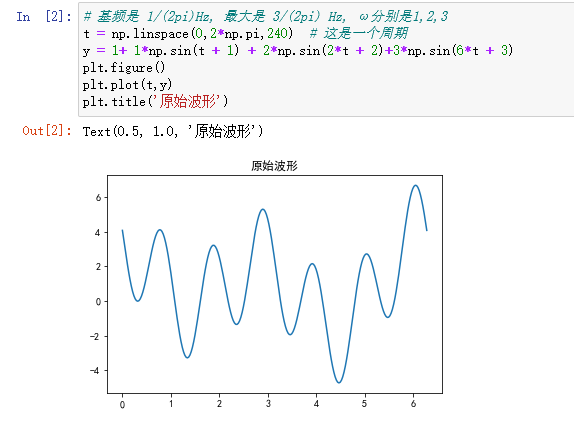 In [2]: # 基频是 1/(2pi)Hz, 最大是 3/(2pi) Hz, ω分别是1,2,3
t = np.linspace(0,2*np.pi,240)  # 这是一个周期
y = 1+ 1*np.sin(t + 1) + 2*np.sin(2*t + 2)+3*np.sin(6*t + 3)
plt.figure()
plt.plot(t,y)
plt.title('原始波形')
Out[2]: Text(0.5, 1.0, '原始波形')
原始波形
6
4
2
0
-2
-4
0 1 2 3 4 5 6